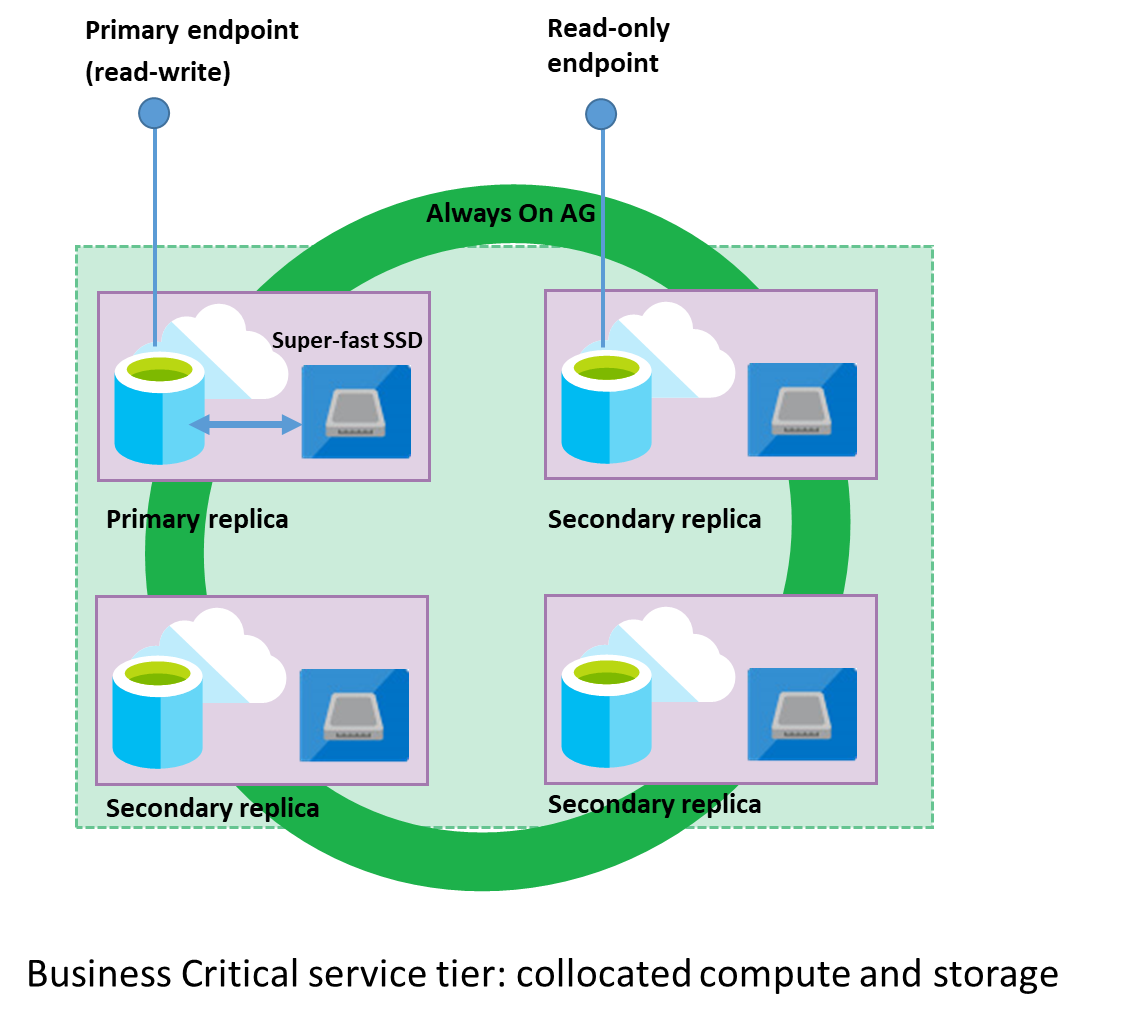 Primary endpoint
(read-write)
Read-only
endpoint
Always On AG
Super-fast SSD
Primary replica
Secondary replica
Secondary replica
Secondary replica
Business Critical service tier: collocated compute and storage